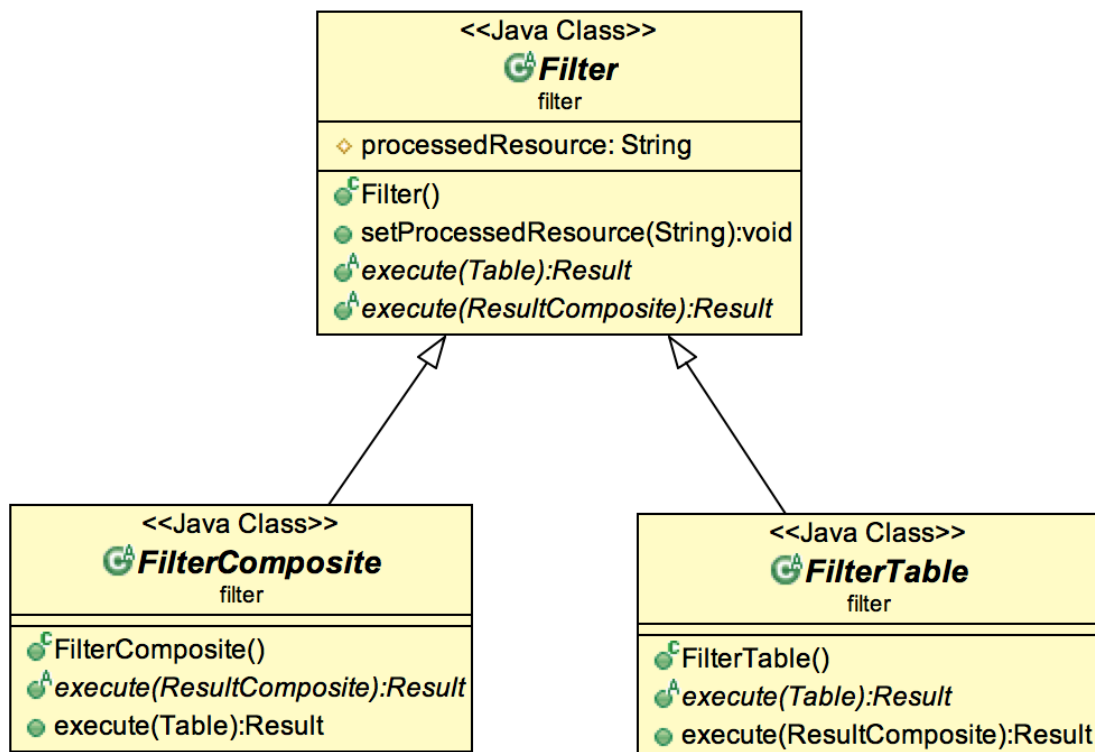 <<Java Class>>
Filter
filter
processedResource: String
Filter()
setProcessedResource(String):void
execute(Table):Result
execute(ResultComposite):Result
<<Java Class>>
FilterComposite
filter
FilterComposite()
execute(ResultComposite):Result
execute(Table):Result
<<Java Class>>
FilterTable
filter
FilterTable()
execute(Table):Result
execute(ResultComposite):Result